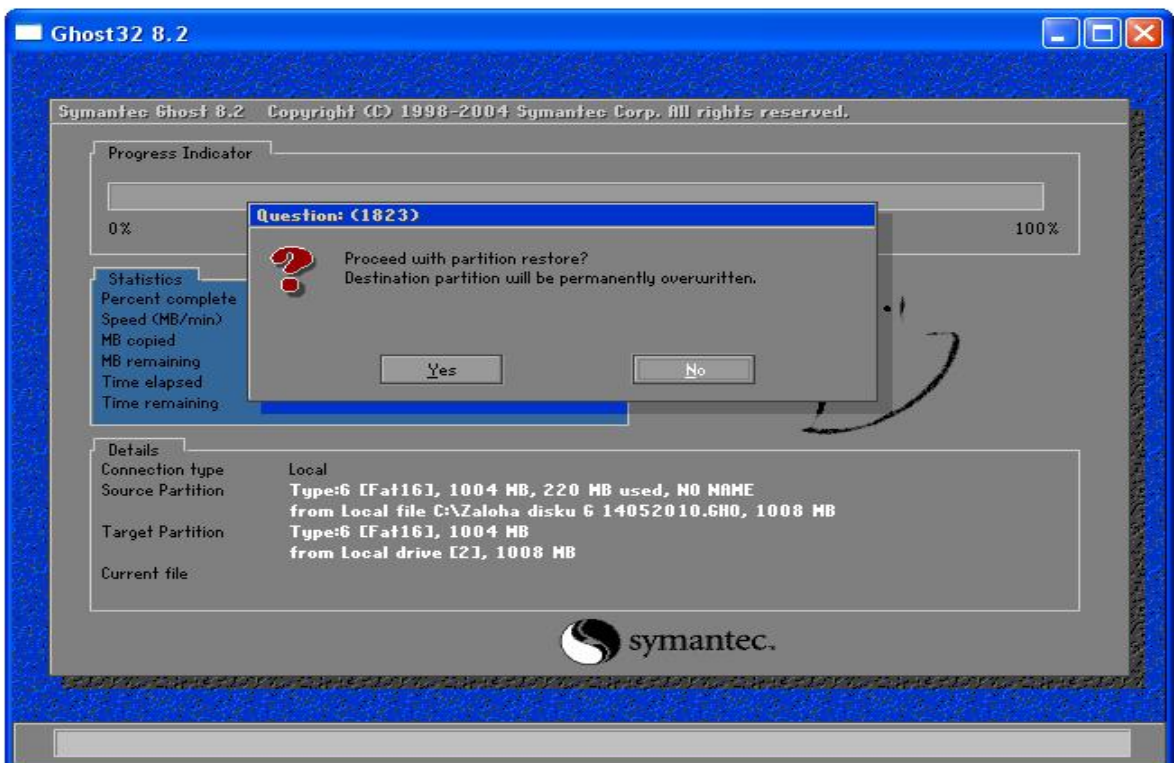 Ghost32 8.2
Symantec Ghost 8.2 Copyright (C) 1998-2004 Symantec Corp. All rights reserved.
Progress Indicator
0%
100%
Question: (1823)
Proceed with partition restore?
Destination partition will be permanently overwritten.
Yes
No
Statistics
Percent complete
Speed (MB/min)
MB copied
MB remaining
Time elapsed
Time remaining
Details
Connection type Local
Source Partition Type:6 [Fat16], 1004 MB, 220 MB used, NO NAME
from Local file C:\Zaloha disku G 14052010.GHO, 1008 MB
Target Partition Type:6 [Fat16], 1004 MB
from Local drive [2], 1008 MB
Current file
symantec.